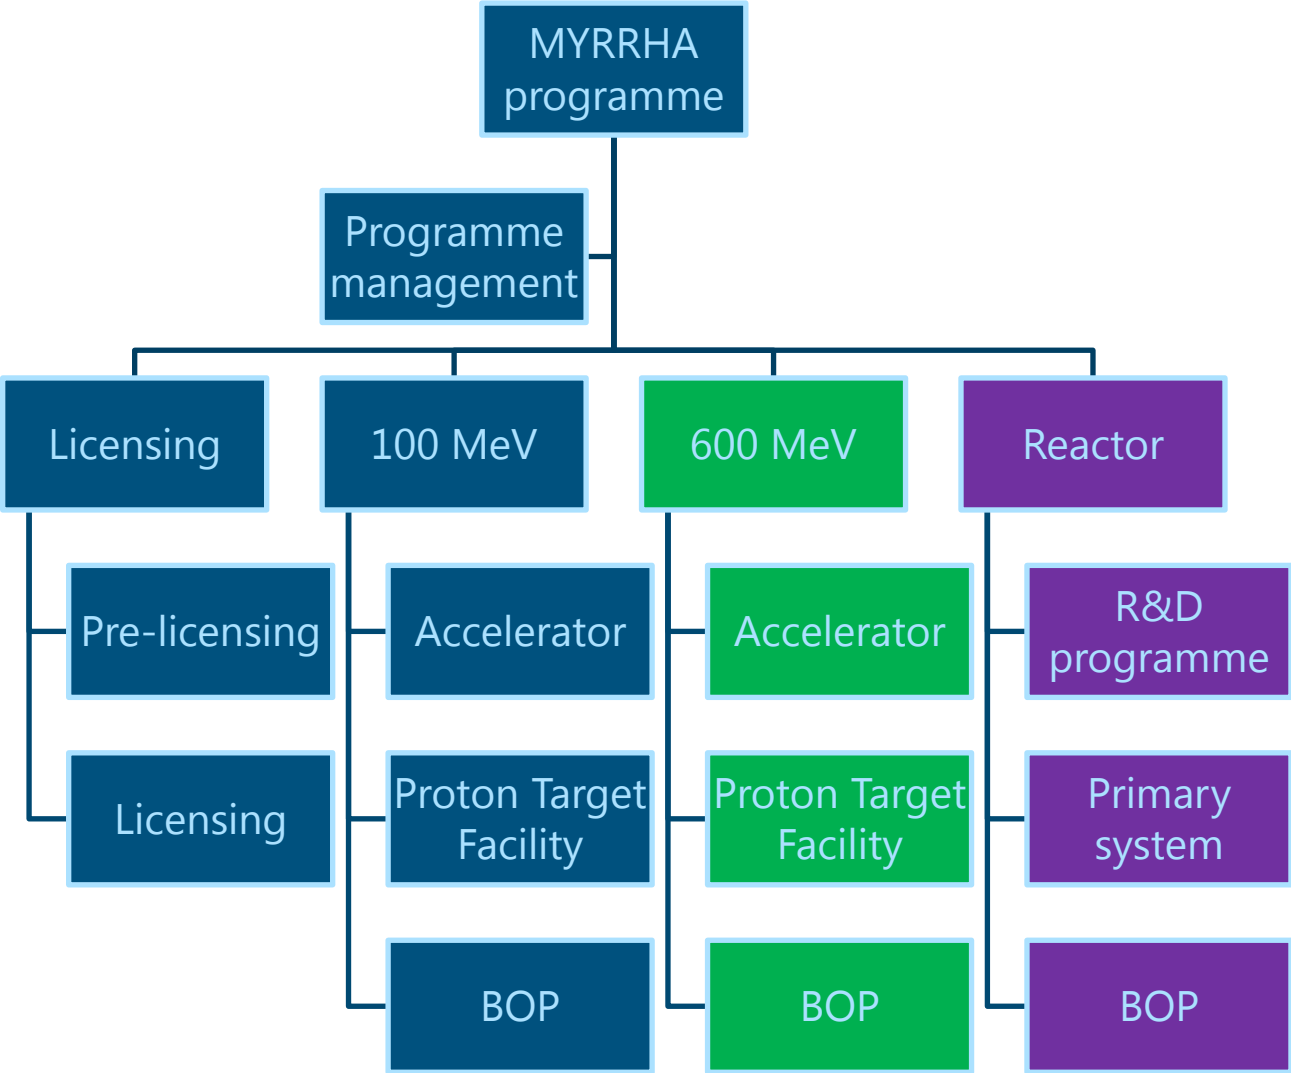 MYRRHA
programme
Programme
management
Licensing
100 MeV
600 MeV
Reactor
Pre-licensing
Accelerator
Accelerator
R&D
programme
Licensing
Proton Target
Facility
Proton Target
Facility
Primary
system
BOP
BOP
BOP